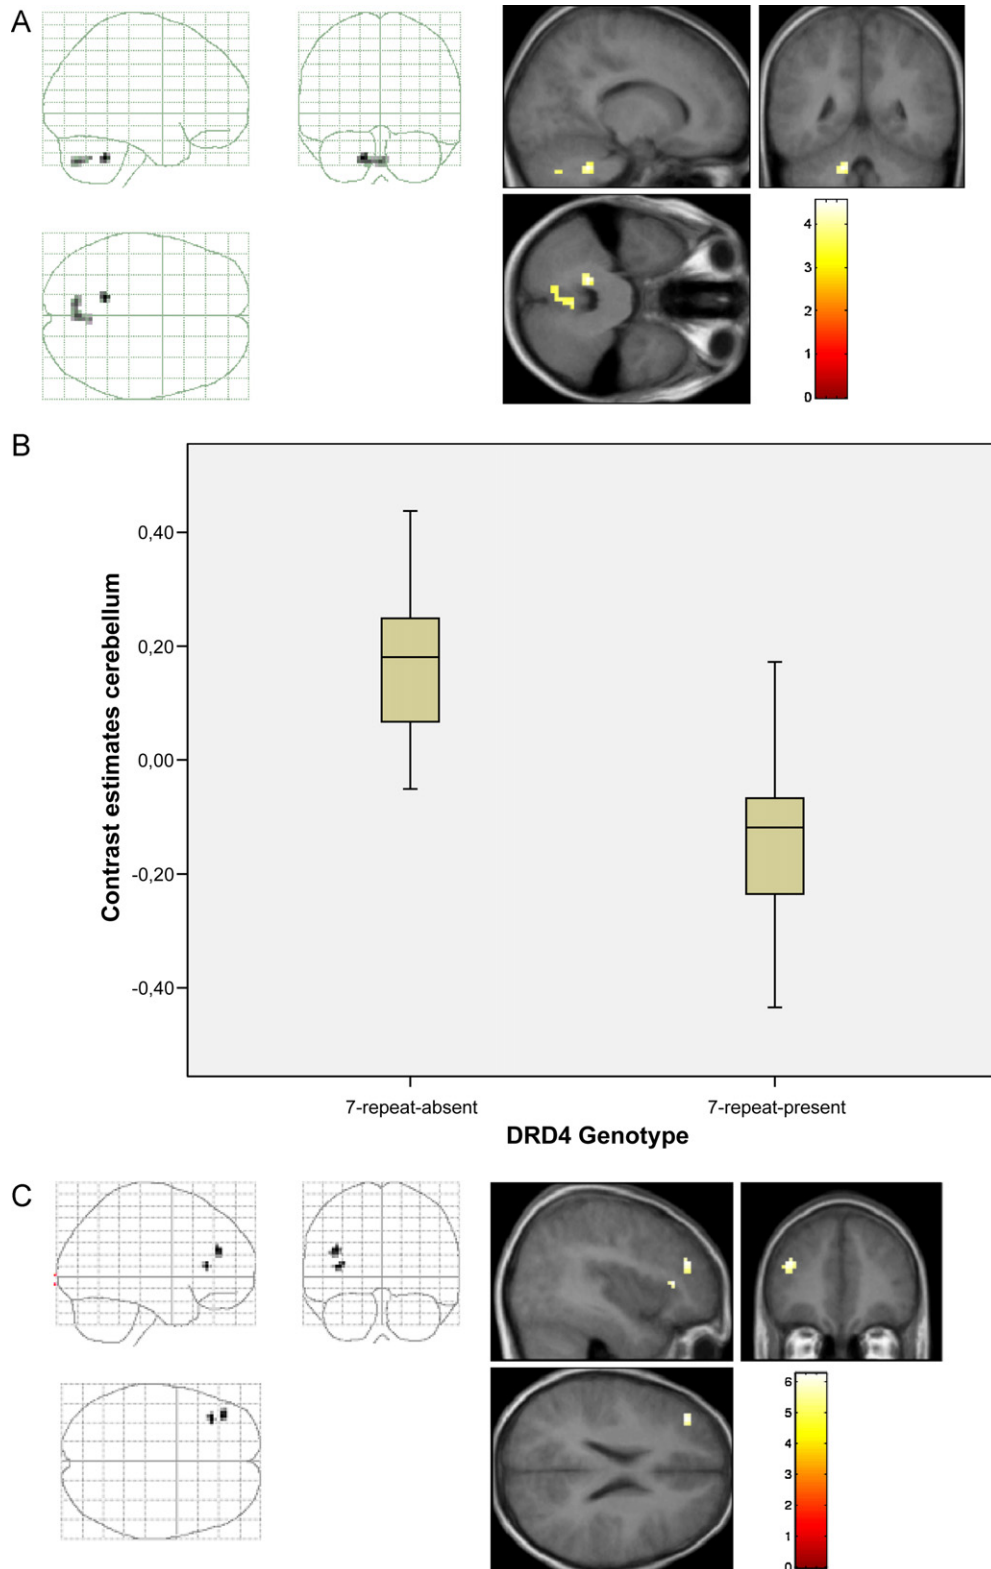 A
4
3
2
1
0
B
0,40
0,20
0,00
-0,20
-0,40
Contrast estimates cerebellum
7-repeat-absent
7-repeat-present
DRD4 Genotype
C
6
5
4
3
2
1
0